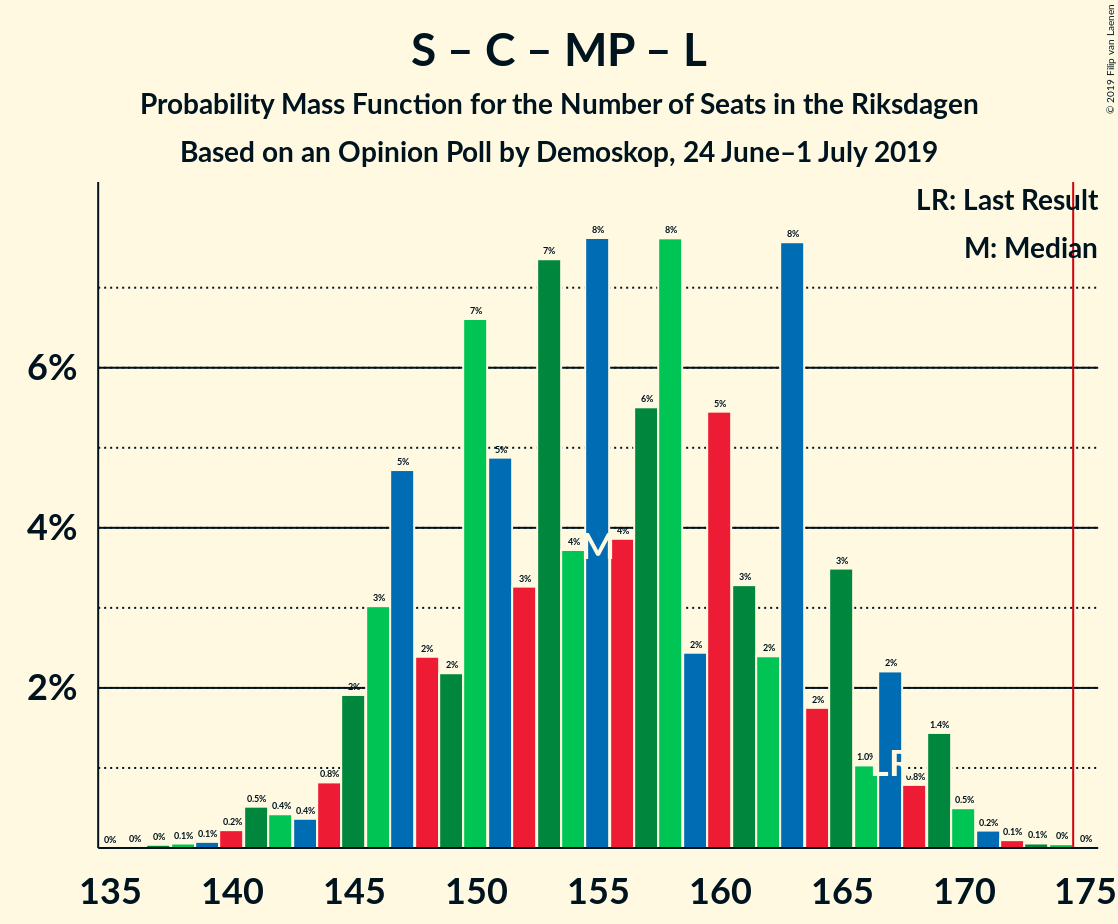 S – C – MP – L
Probability Mass Function for the Number of Seats in the Riksdagen
Based on an Opinion Poll by Demoskop, 24 June–1 July 2019
© 2019 Filip van Laenen
LR: Last Result
M: Median
6%
4%
2%
0% 0% 0% 0.1% 0.1% 0.2% 0.5% 0.4% 0.4% 0.8% 2% 3% 5% 2% 2% 7% 5% 3% 7% 4% 8% 4% 6% 8% 2% 5% 3% 2% 8% 2% 3% 1.0% 2% 0.8% 1.4% 0.5% 0.2% 0.1% 0.1% 0% 0%
M
LR
135 140 145 150 155 160 165 170 175